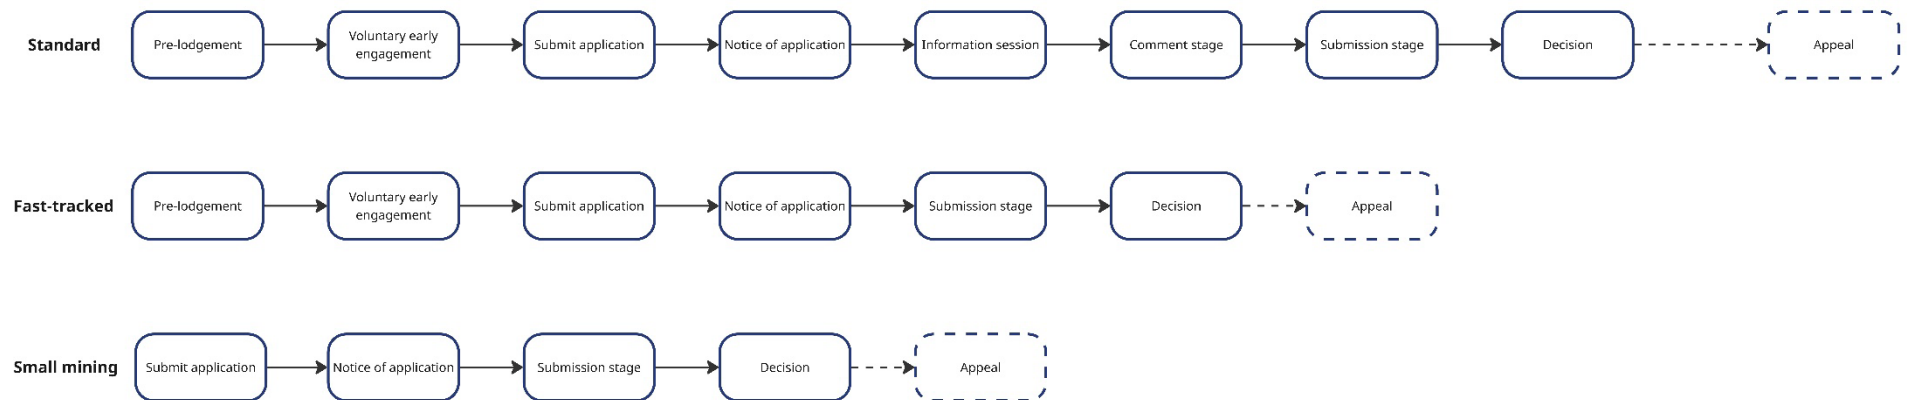 Standard
Pre-lodgement
Voluntary early
engagement
Submit application
Notice of application
Information session
Comment stage
Submission stage
Decision
Appeal
Fast-tracked
Pre-lodgement
Voluntary early
engagement
Submit application
Notice of application
Submission stage
Decision
Appeal
Small mining
Submit application
Notice of application
Submission stage
Decision
Appeal